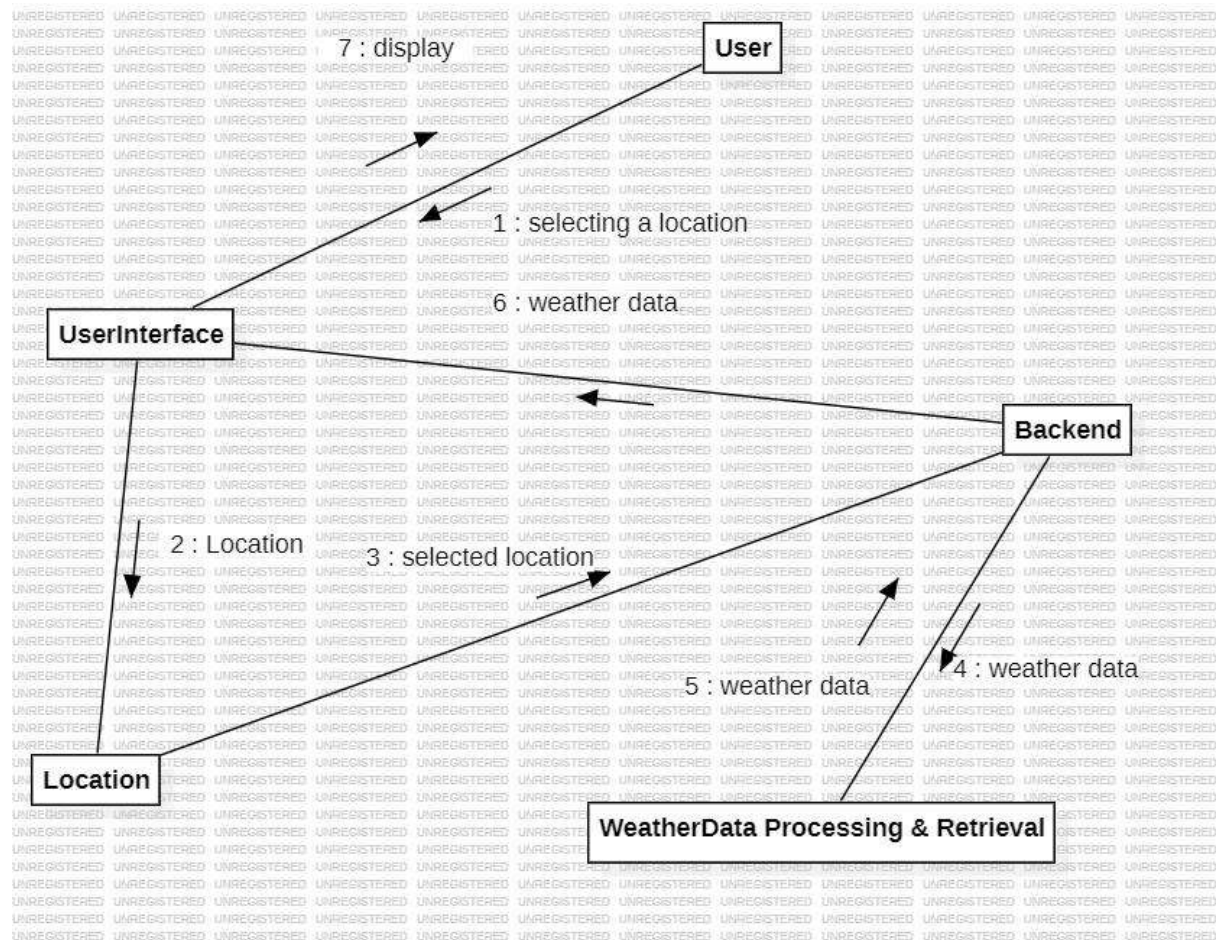 7 : display
User
1 : selecting a location
6 : weather data
UserInterface
Backend
2 : Location
3 : selected location
4 : weather data
5 : weather data
Location
WeatherData Processing & Retrieval
UNREGISTERED